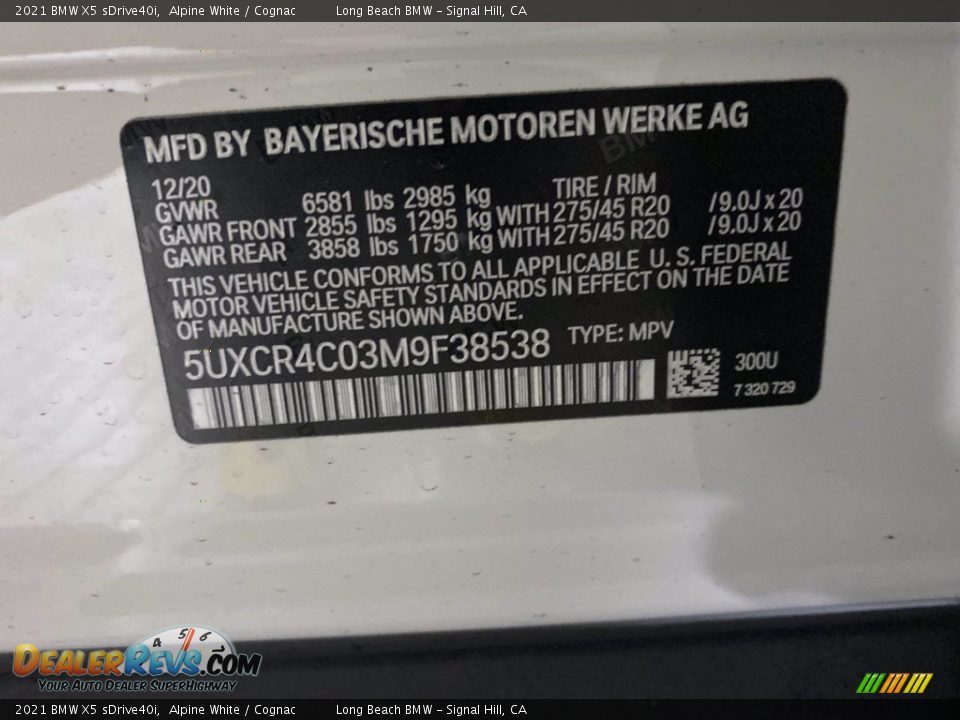 2021 BMW X5 sDrive40i, Alpine White / Cognac Long Beach BMW - Signal Hill, CA
MFD BY BAYERISCHE MOTOREN WERKE AG
12/20 TIRE / RIM
GVWR 6581 lbs 2985 kg
GAWR FRONT 2855 lbs 1295 kg WITH 275/45 R20 /9.0J x 20
GAWR REAR 3858 lbs 1750 kg WITH 275/45 R20 /9.0J x 20
THIS VEHICLE CONFORMS TO ALL APPLICABLE U. S. FEDERAL
MOTOR VEHICLE SAFETY STANDARDS IN EFFECT ON THE DATE
OF MANUFACTURE SHOWN ABOVE.
5UXCR4C03M9F38538 TYPE: MPV
300U
7 320 729
4 5 6 7
DEALERREVS.COM
YOUR AUTO DEALER SUPERHIGHWAY
2021 BMW X5 sDrive40i, Alpine White / Cognac Long Beach BMW - Signal Hill, CA